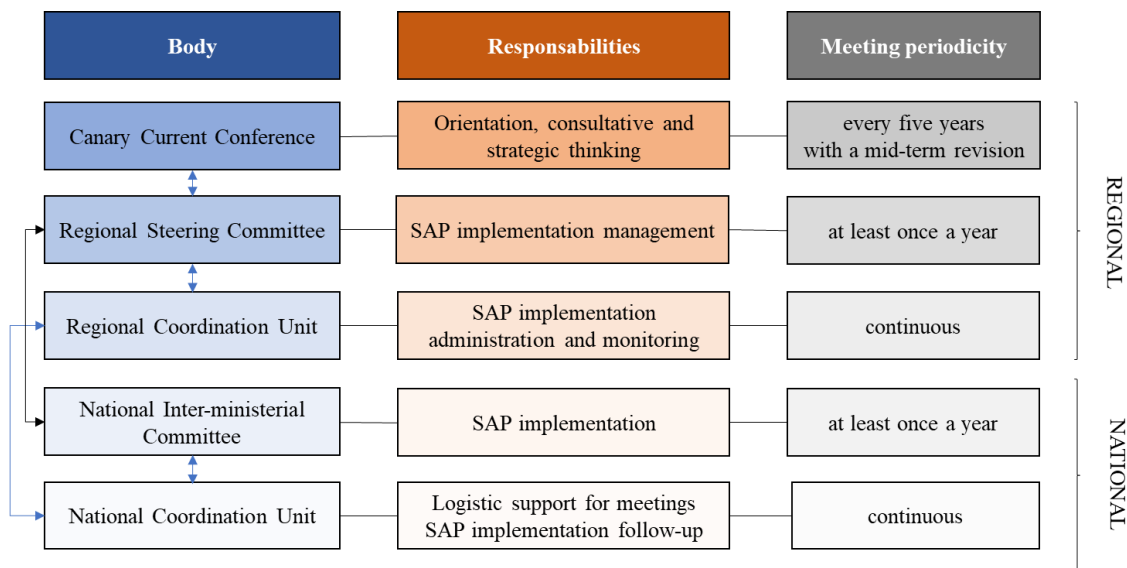 Body
Responsabilities
Meeting periodicity
Canary Current Conference
Orientation, consultative and
strategic thinking
every five years
with a mid-term revision
Regional Steering Committee
SAP implementation management
at least once a year
Regional Coordination Unit
SAP implementation
administration and monitoring
continuous
REGIONAL
National Inter-ministerial
Committee
SAP implementation
at least once a year
National Coordination Unit
Logistic support for meetings
SAP implementation follow-up
continuous
NATIONAL